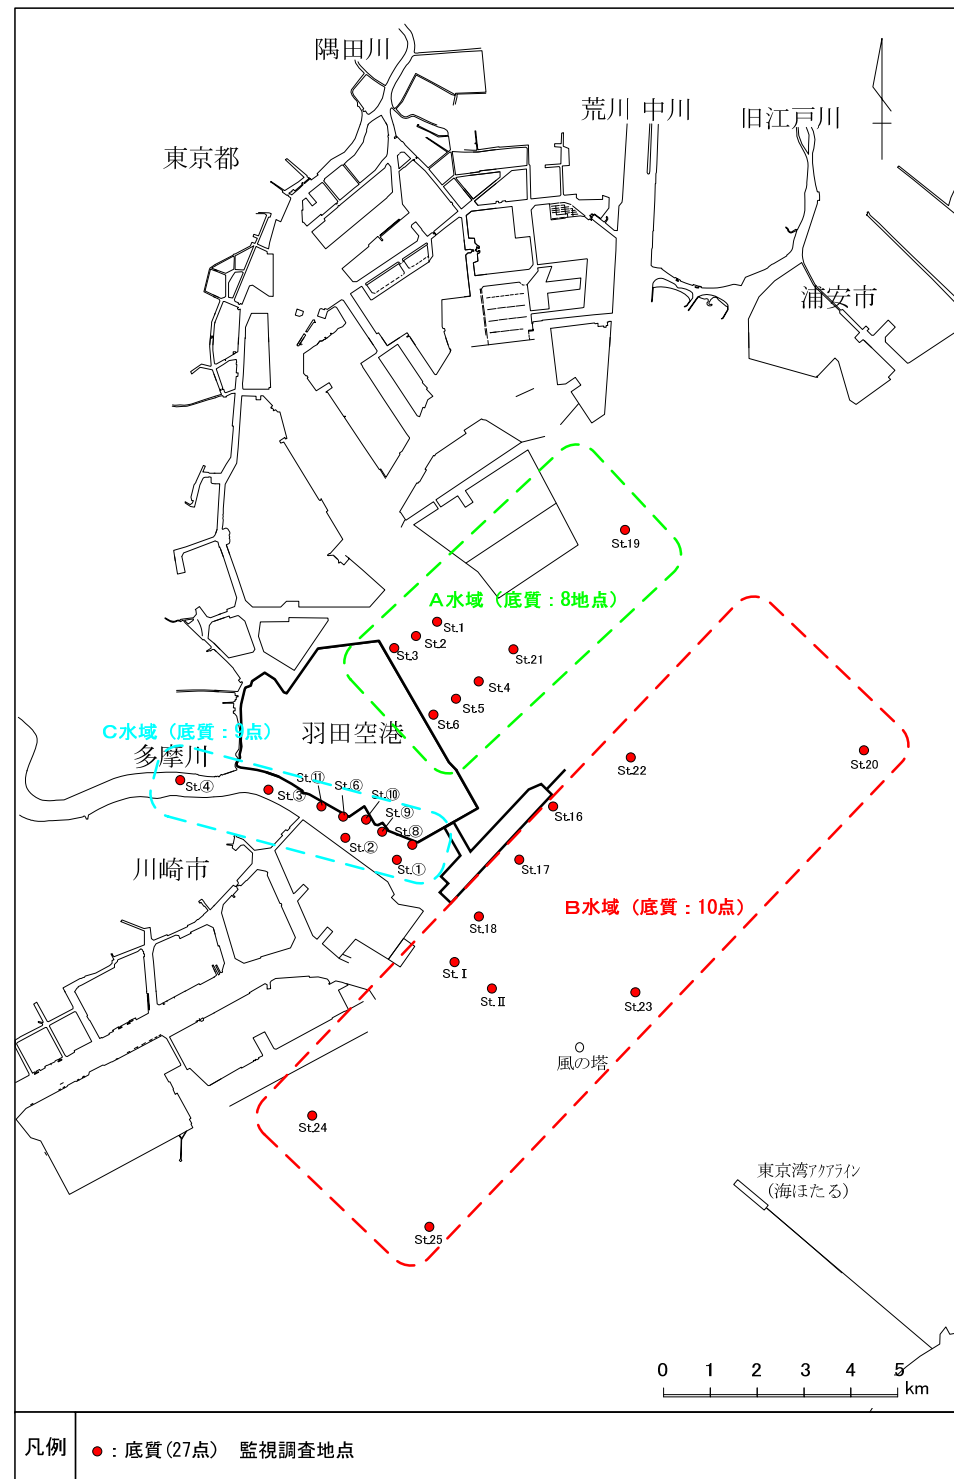 隅田川
荒川 中川
旧江戸川
東京都
浦安市
St.19
A水域（底質：8地点）
St.1
St.2
St.3
St.21
St.4
St.5
St.6
C水域（底質：9点）
羽田空港
多摩川
St.④
St.③
St.⑪
St.⑥
St.⑩
St.⑨
St.⑧
St.②
St.①
St.22
St.20
St.16
St.17
川崎市
B水域（底質：10点）
St.18
St.Ⅰ
St.Ⅱ
St.23
風の塔
St.24
東京湾ｱｸｱﾗｲﾝ
（海ほたる）
St.25
0 1 2 3 4 5
km
凡例
：底質(27点) 監視調査地点